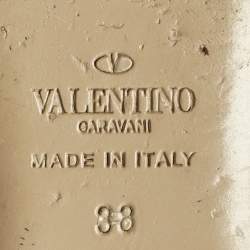 VALENTINO
GARAVANI
MADE IN ITALY
38